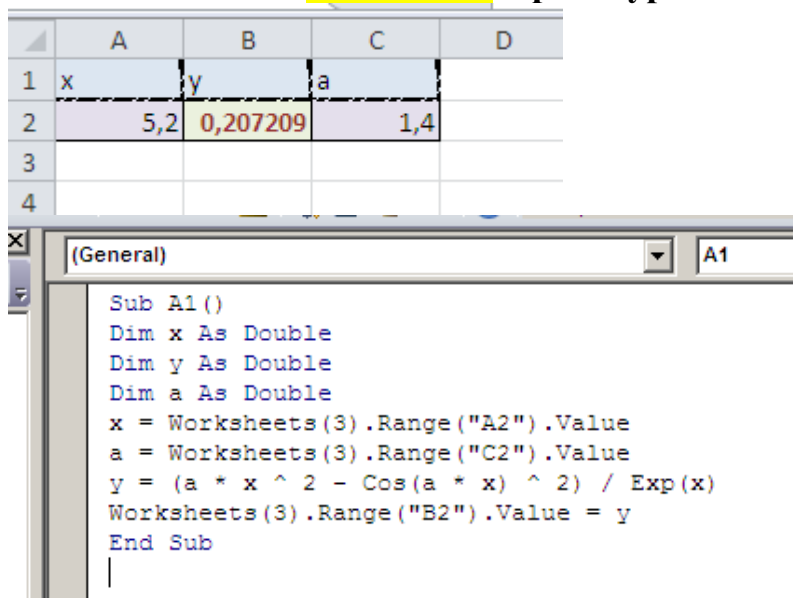 A B C D
1 x y a
2 5,2 0,207209 1,4
3
4
(General) A1
Sub A1()
Dim x As Double
Dim y As Double
Dim a As Double
x = Worksheets(3).Range("A2").Value
a = Worksheets(3).Range("C2").Value
y = (a * x ^ 2 - Cos(a * x) ^ 2) / Exp(x)
Worksheets(3).Range("B2").Value = y
End Sub